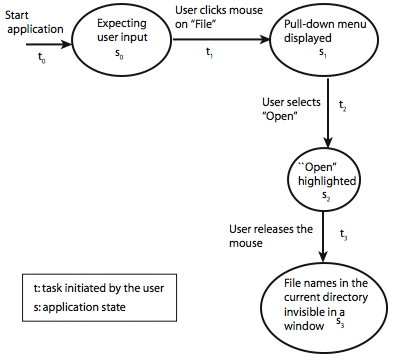 Start
application
t0
Expecting
user input
s0
User clicks mouse
on "File"
t1
Pull-down menu
displayed
s1
User selects
"Open"
t2
``Open"
highlighted
s2
User releases the
mouse
t3
File names in the
current directory
invisible in a
window s3
t: task initiated by the user
s: application state